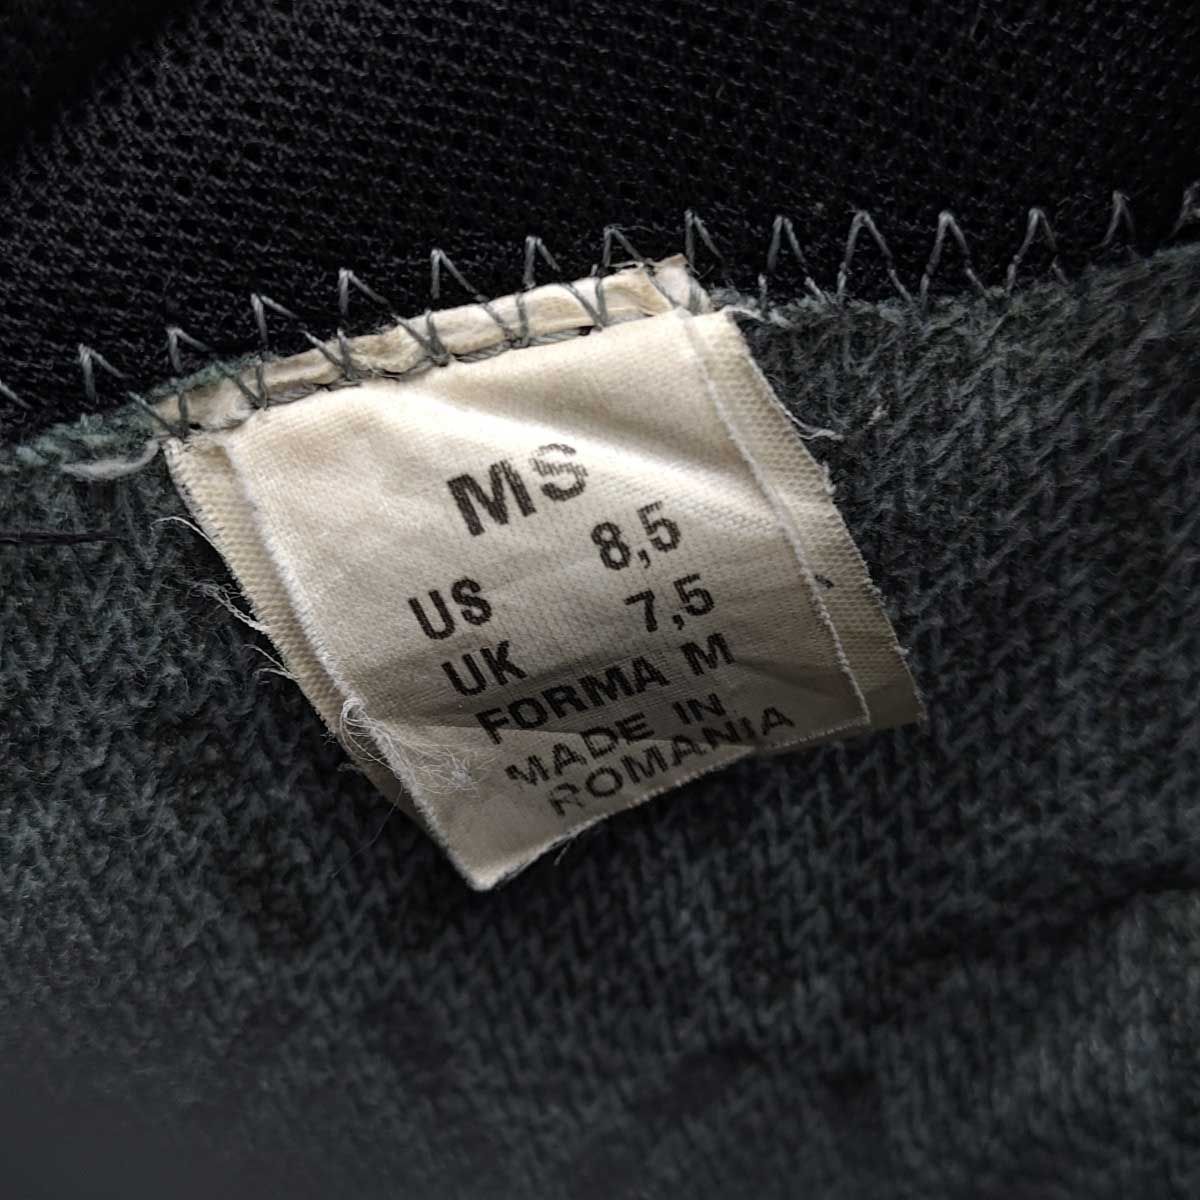 MS
US 8,5
UK 7,5
FORMA M
MADE IN
ROMANIA